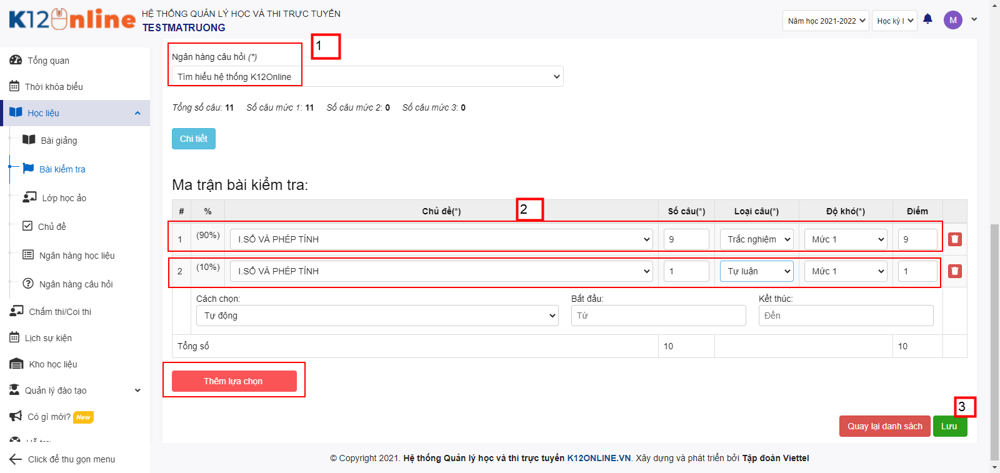 K12Online
HỆ THỐNG QUẢN LÝ HỌC VÀ THI TRỰC TUYẾN
TESTMATRUONG
Năm học 2021-2022
Học kỳ I
M
Tổng quan
Thời khóa biểu
Học liệu
Bài giảng
Bài kiểm tra
Lớp học ảo
Chủ đề
Ngân hàng học liệu
Ngân hàng câu hỏi
Chấm thi/Coi thi
Lịch sự kiện
Kho học liệu
Quản lý đào tạo
Có gì mới? New
Click để thu gọn menu
1
Ngân hàng câu hỏi (*)
Tìm hiểu hệ thống K12Online
Tổng số câu: 11 Số câu mức 1: 11 Số câu mức 2: 0 Số câu mức 3: 0
Chi tiết
Ma trận bài kiểm tra:
2
# % Chủ đề(*) Số câu(*) Loại câu(*) Độ khó(*) Điểm
1 (90%) I.SỐ VÀ PHÉP TÍNH 9 Trắc nghiệm Mức 1 9
2 (10%) I.SỐ VÀ PHÉP TÍNH 1 Tự luận Mức 1 1
Cách chọn: Bắt đầu: Kết thúc:
Tự động Từ Đến
Tổng số 10 10
Thêm lựa chọn
3
Quay lại danh sách Lưu
© Copyright 2021. Hệ thống Quản lý học và thi trực tuyến K12ONLINE.VN. Xây dựng và phát triển bởi Tập đoàn Viettel